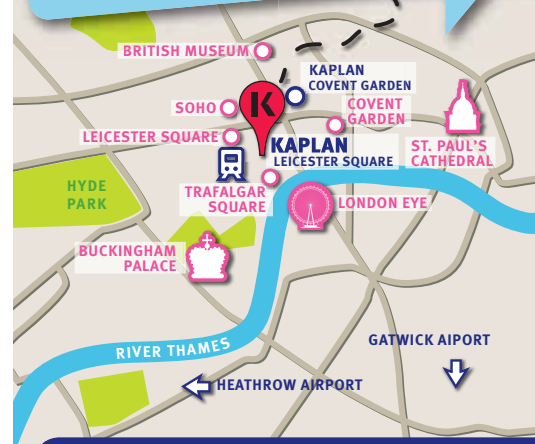 BRITISH MUSEUM
KAPLAN
COVENT GARDEN
SOHO
K
COVENT
GARDEN
LEICESTER SQUARE
KAPLAN
LEICESTER SQUARE
ST. PAUL'S
CATHEDRAL
HYDE
PARK
TRAFALGAR
SQUARE
LONDON EYE
BUCKINGHAM
PALACE
RIVER THAMES
GATWICK AIPORT
HEATHROW AIRPORT